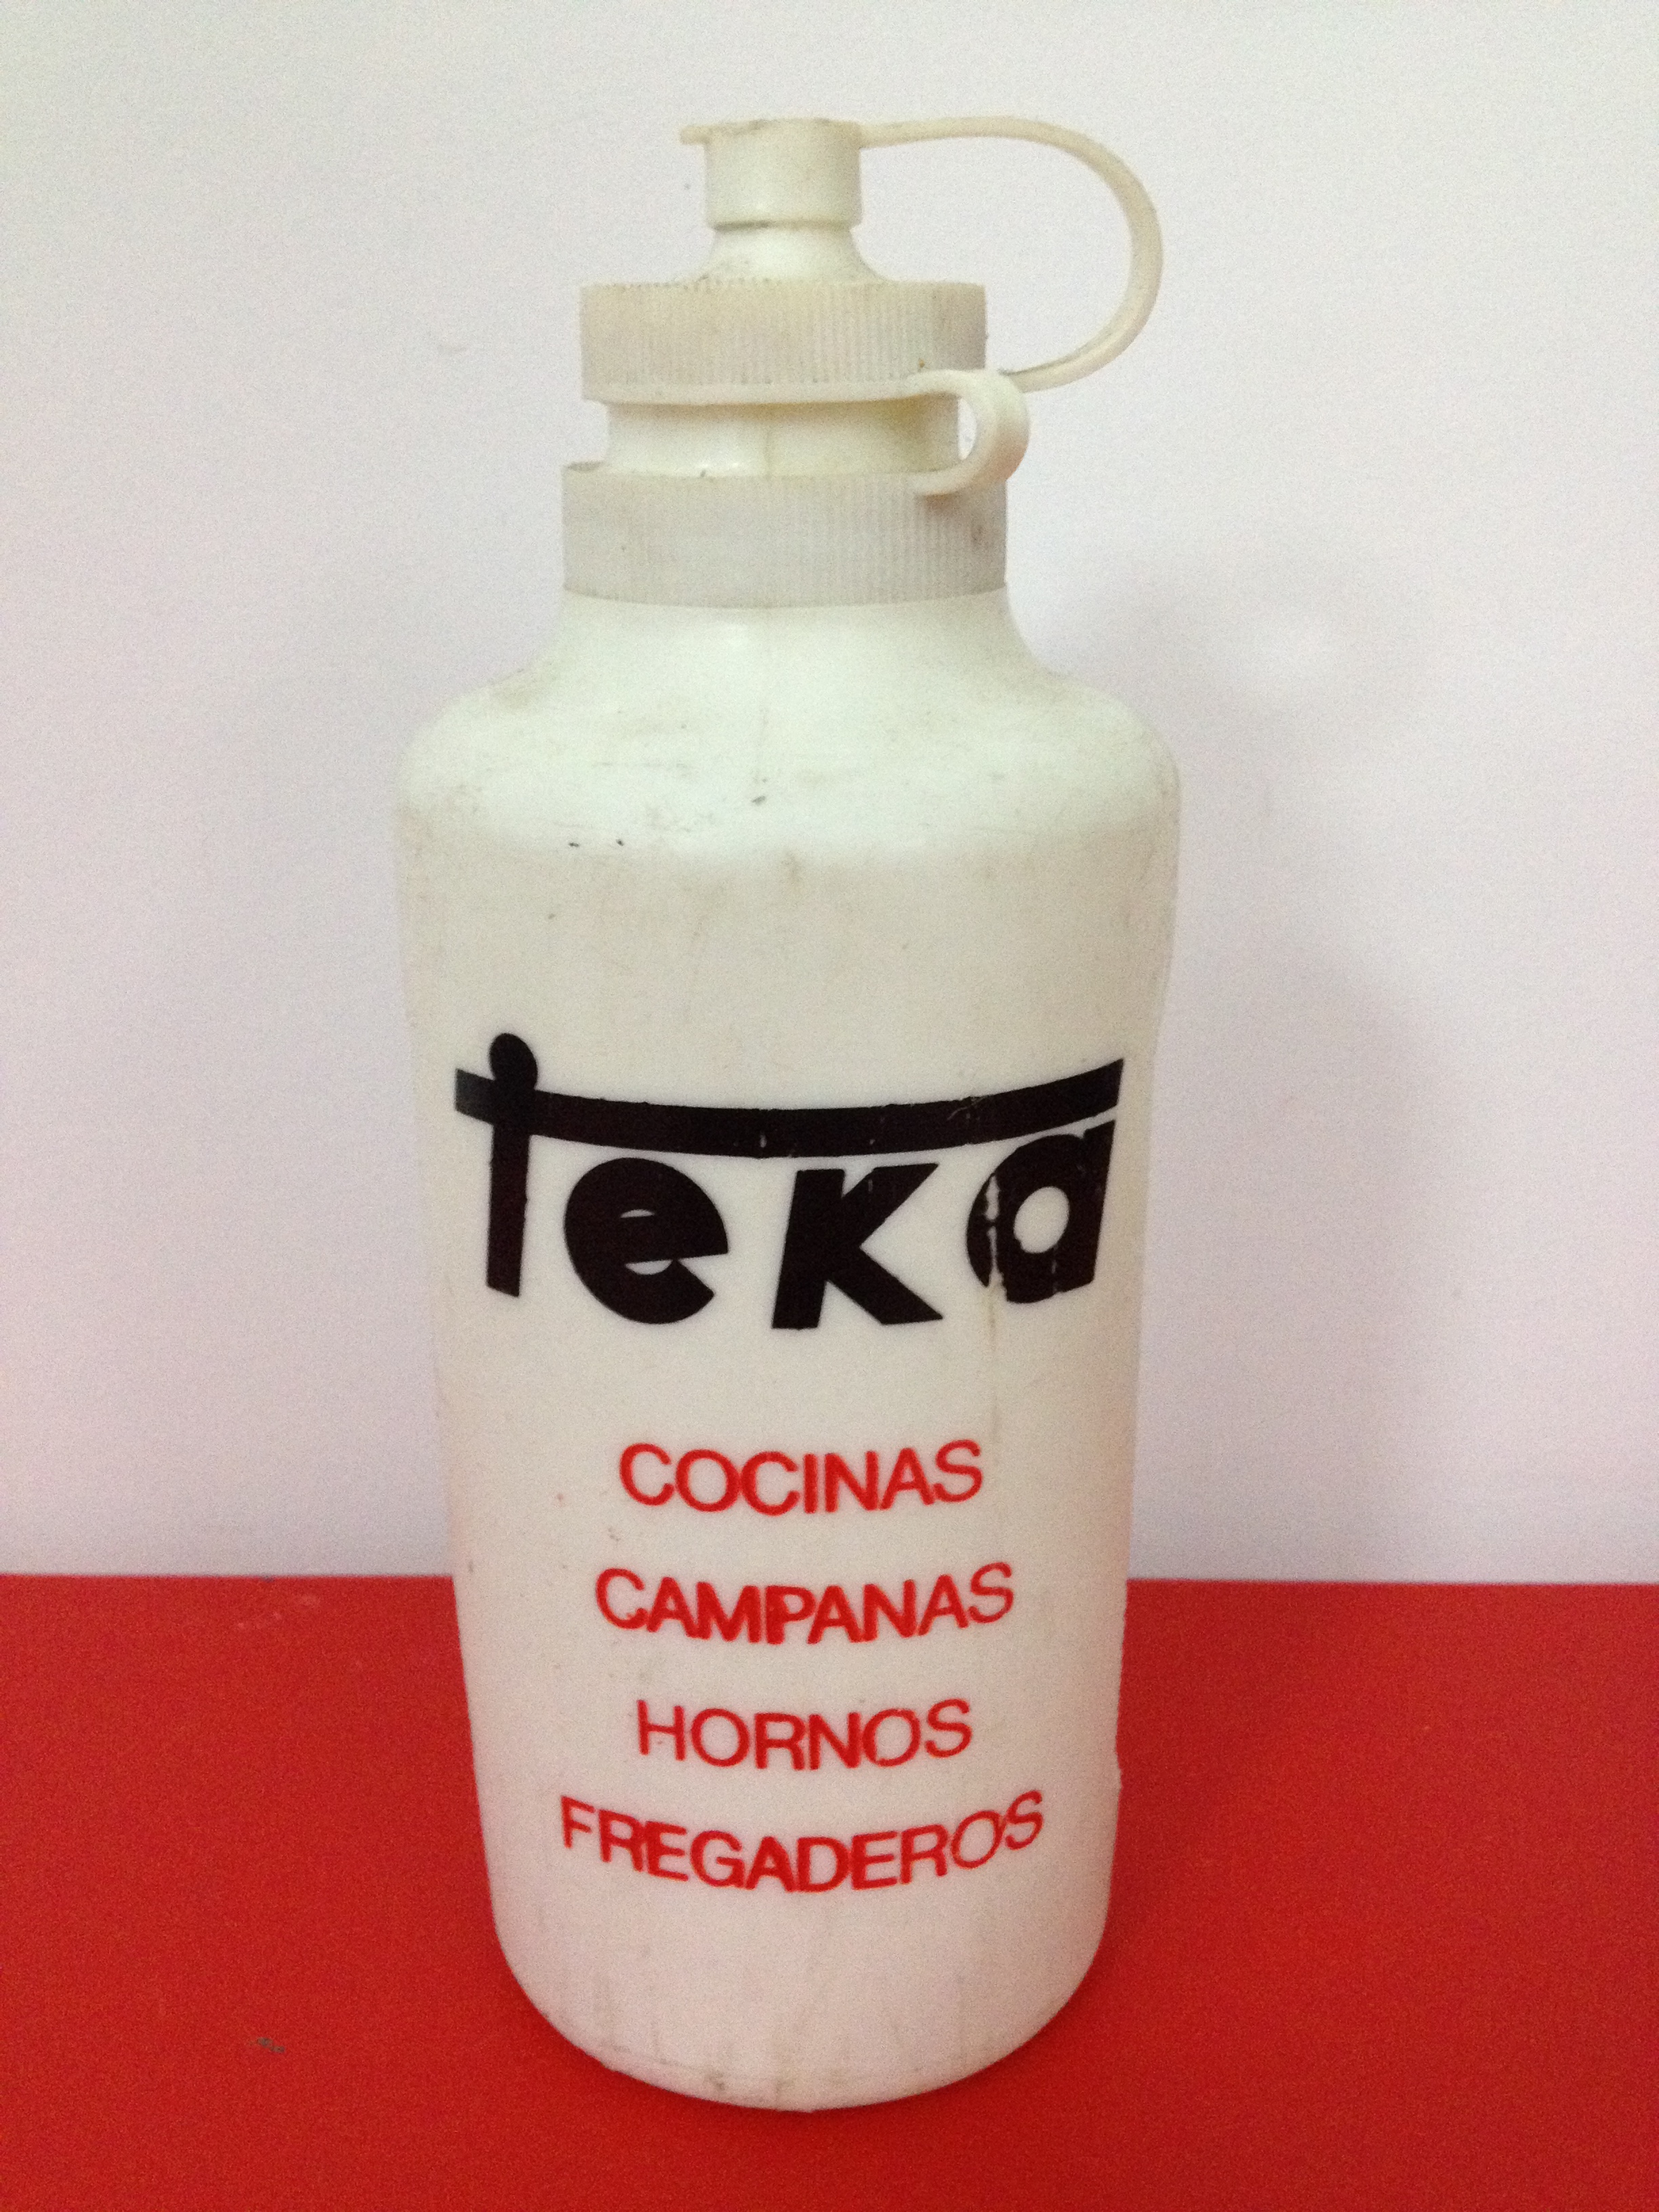 teka
COCINAS
CAMPANAS
HORNOS
FREGADEROS